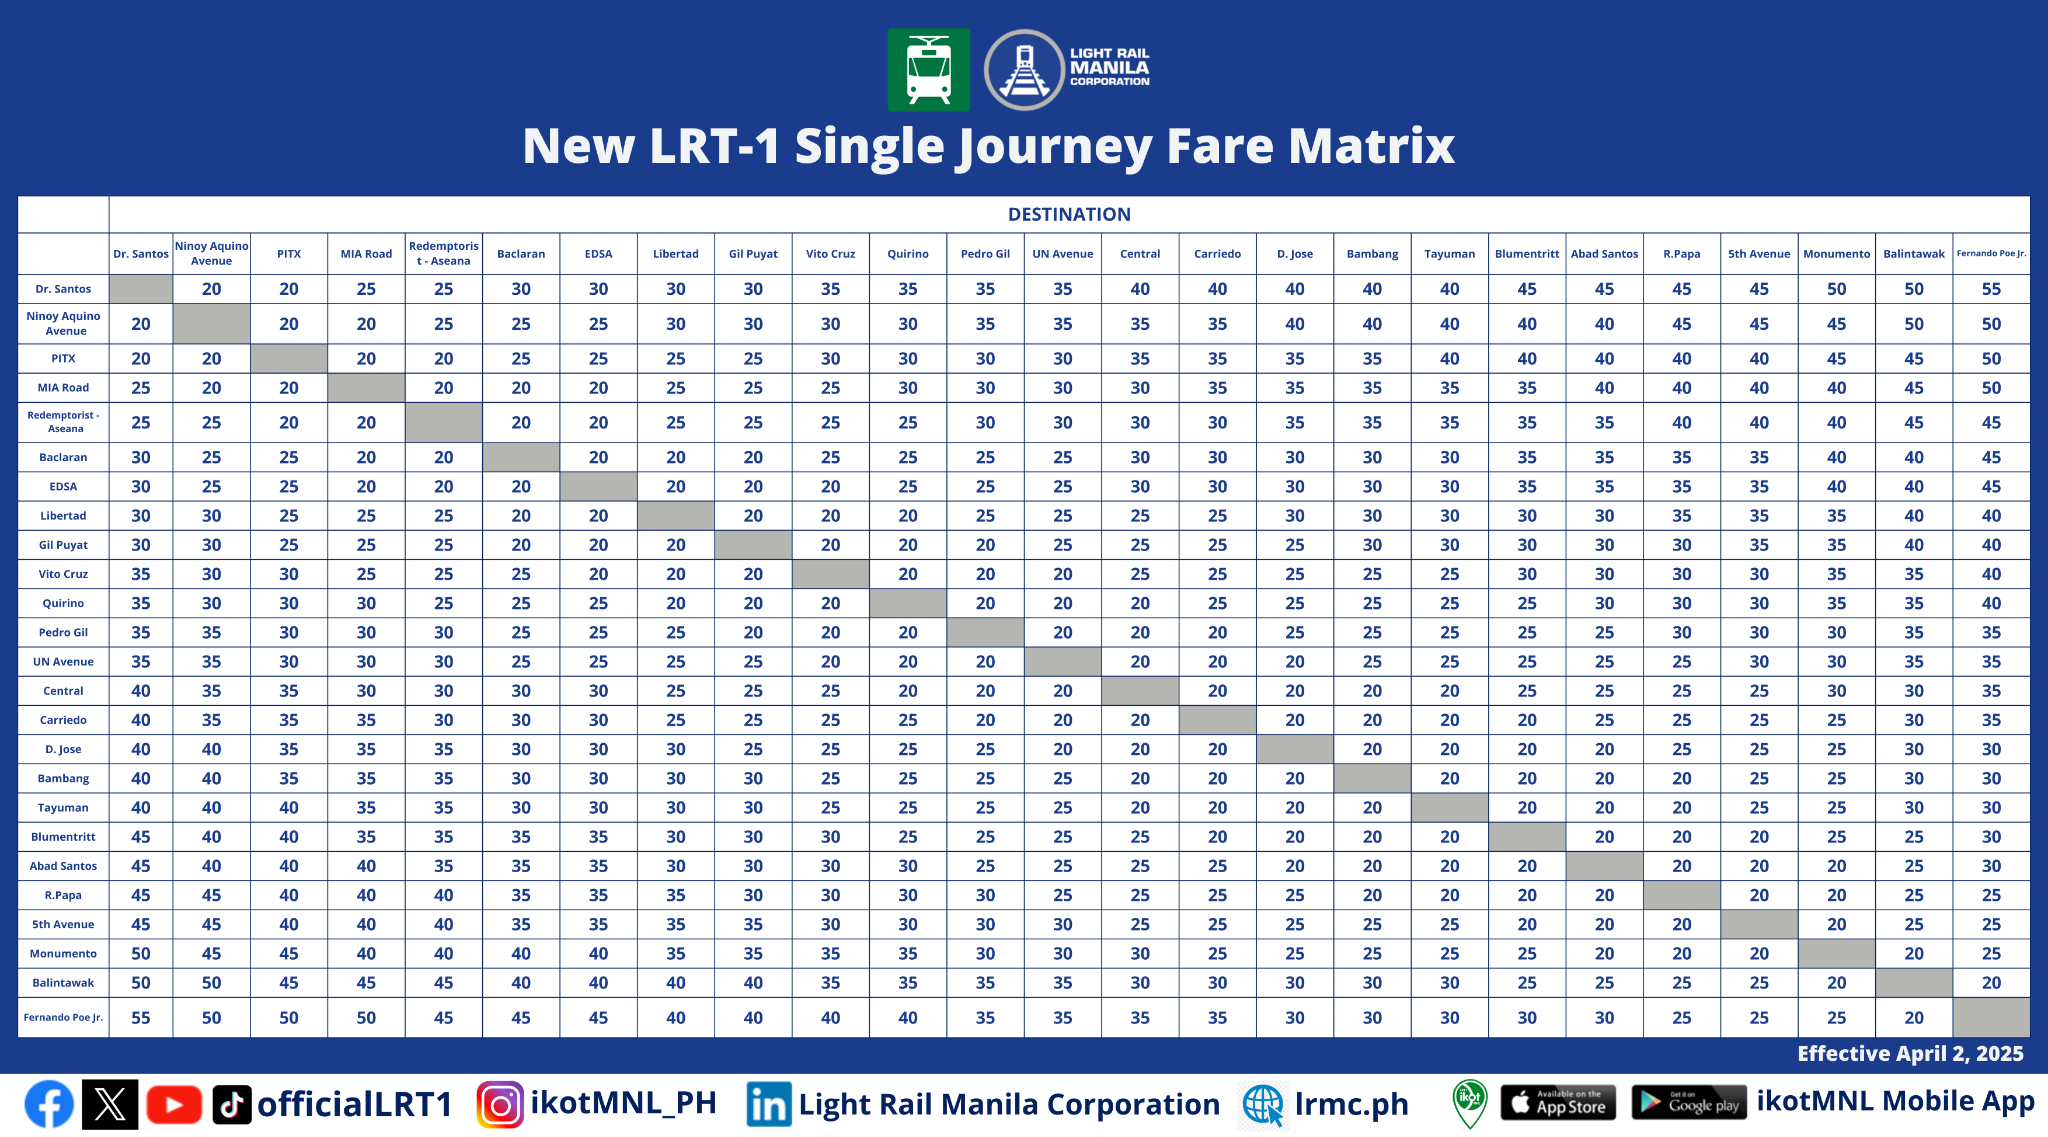 LIGHT RAIL
MANILA
CORPORATION
New LRT-1 Single Journey Fare Matrix
DESTINATION
Dr. Santos Ninoy Aquino Avenue PITX MIA Road Redemptoris t - Aseana Baclaran EDSA Libertad Gil Puyat Vito Cruz Quirino Pedro Gil UN Avenue Central Carriedo D. Jose Bambang Tayuman Blumentritt Abad Santos R.Papa 5th Avenue Monumento Balintawak Fernando Poe Jr.
Dr. Santos 20 20 25 25 30 30 30 30 35 35 35 35 40 40 40 40 40 45 45 45 45 50 50 55
Ninoy Aquino Avenue 20 20 20 25 25 25 30 30 30 30 35 35 35 35 40 40 40 40 40 45 45 45 50 50
PITX 20 20 20 20 25 25 25 25 30 30 30 30 35 35 35 35 40 40 40 40 40 45 45 50
MIA Road 25 20 20 20 20 20 25 25 25 30 30 30 30 35 35 35 35 35 40 40 40 40 45 50
Redemptorist - Aseana 25 25 20 20 20 20 25 25 25 25 30 30 30 30 35 35 35 35 35 40 40 40 45 45
Baclaran 30 25 25 20 20 20 20 20 25 25 25 25 30 30 30 30 30 35 35 35 35 40 40 45
EDSA 30 25 25 20 20 20 20 20 20 25 25 25 30 30 30 30 30 35 35 35 35 40 40 45
Libertad 30 30 25 25 25 20 20 20 20 20 25 25 25 25 30 30 30 30 30 35 35 35 40 40
Gil Puyat 30 30 25 25 25 20 20 20 20 20 20 25 25 25 25 30 30 30 30 30 35 35 40 40
Vito Cruz 35 30 30 25 25 25 20 20 20 20 20 20 25 25 25 25 25 30 30 30 30 35 35 40
Quirino 35 30 30 30 25 25 25 20 20 20 20 20 20 25 25 25 25 25 30 30 30 35 35 40
Pedro Gil 35 35 30 30 30 25 25 25 20 20 20 20 20 20 25 25 25 25 25 30 30 30 35 35
UN Avenue 35 35 30 30 30 25 25 25 25 20 20 20 20 20 20 25 25 25 25 25 30 30 35 35
Central 40 35 35 30 30 30 30 25 25 25 20 20 20 20 20 20 20 25 25 25 25 30 30 35
Carriedo 40 35 35 35 30 30 30 25 25 25 25 20 20 20 20 20 20 20 25 25 25 25 30 35
D. Jose 40 40 35 35 35 30 30 30 25 25 25 25 20 20 20 20 20 20 20 25 25 25 30 30
Bambang 40 40 35 35 35 30 30 30 30 25 25 25 25 20 20 20 20 20 20 20 25 25 30 30
Tayuman 40 40 40 35 35 30 30 30 30 25 25 25 25 20 20 20 20 20 20 20 25 25 30 30
Blumentritt 45 40 40 35 35 35 35 30 30 30 25 25 25 25 20 20 20 20 20 20 20 25 25 30
Abad Santos 45 40 40 40 35 35 35 30 30 30 30 25 25 25 25 20 20 20 20 20 20 20 25 30
R.Papa 45 45 40 40 40 35 35 35 30 30 30 30 25 25 25 25 20 20 20 20 20 20 25 25
5th Avenue 45 45 40 40 40 35 35 35 35 30 30 30 30 25 25 25 25 25 20 20 20 20 25 25
Monumento 50 45 45 40 40 40 40 35 35 35 35 30 30 30 25 25 25 25 25 20 20 20 20 25
Balintawak 50 50 45 45 45 40 40 40 40 35 35 35 35 30 30 30 30 30 25 25 25 25 20 20
Fernando Poe Jr. 55 50 50 50 45 45 45 40 40 40 40 35 35 35 35 30 30 30 30 30 25 25 25 20
Effective April 2, 2025
officialLRT1 ikotMNL_PH Light Rail Manila Corporation lrmc.ph ikot Available on the App Store Get it on Google play ikotMNL Mobile App